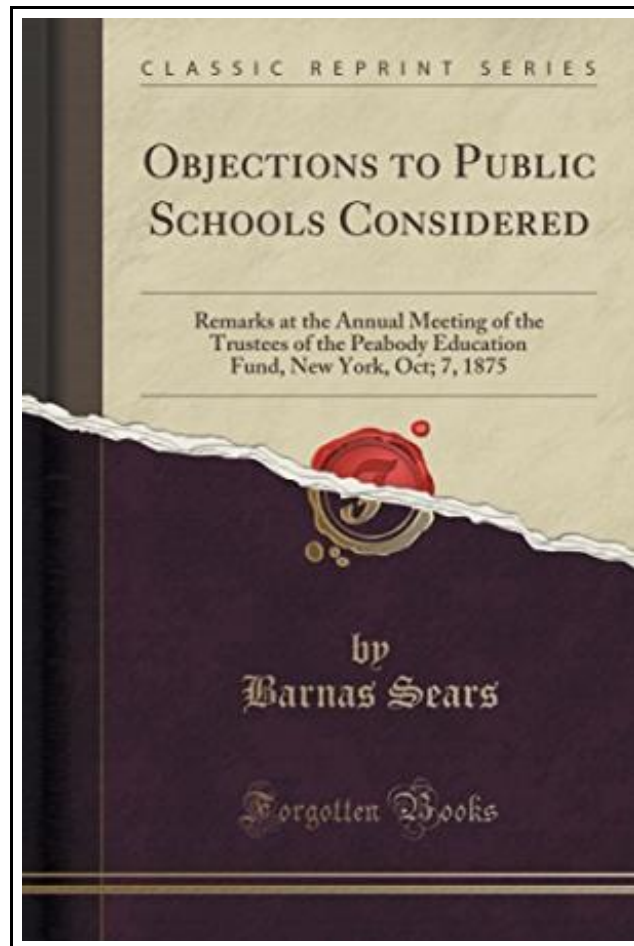 CLASSIC REPRINT SERIES
OBJECTIONS TO PUBLIC
SCHOOLS CONSIDERED
Remarks at the Annual Meeting of the
Trustees of the Peabody Education
Fund, New York, Oct; 7, 1875
by
Barnas Sears
Forgotten Books